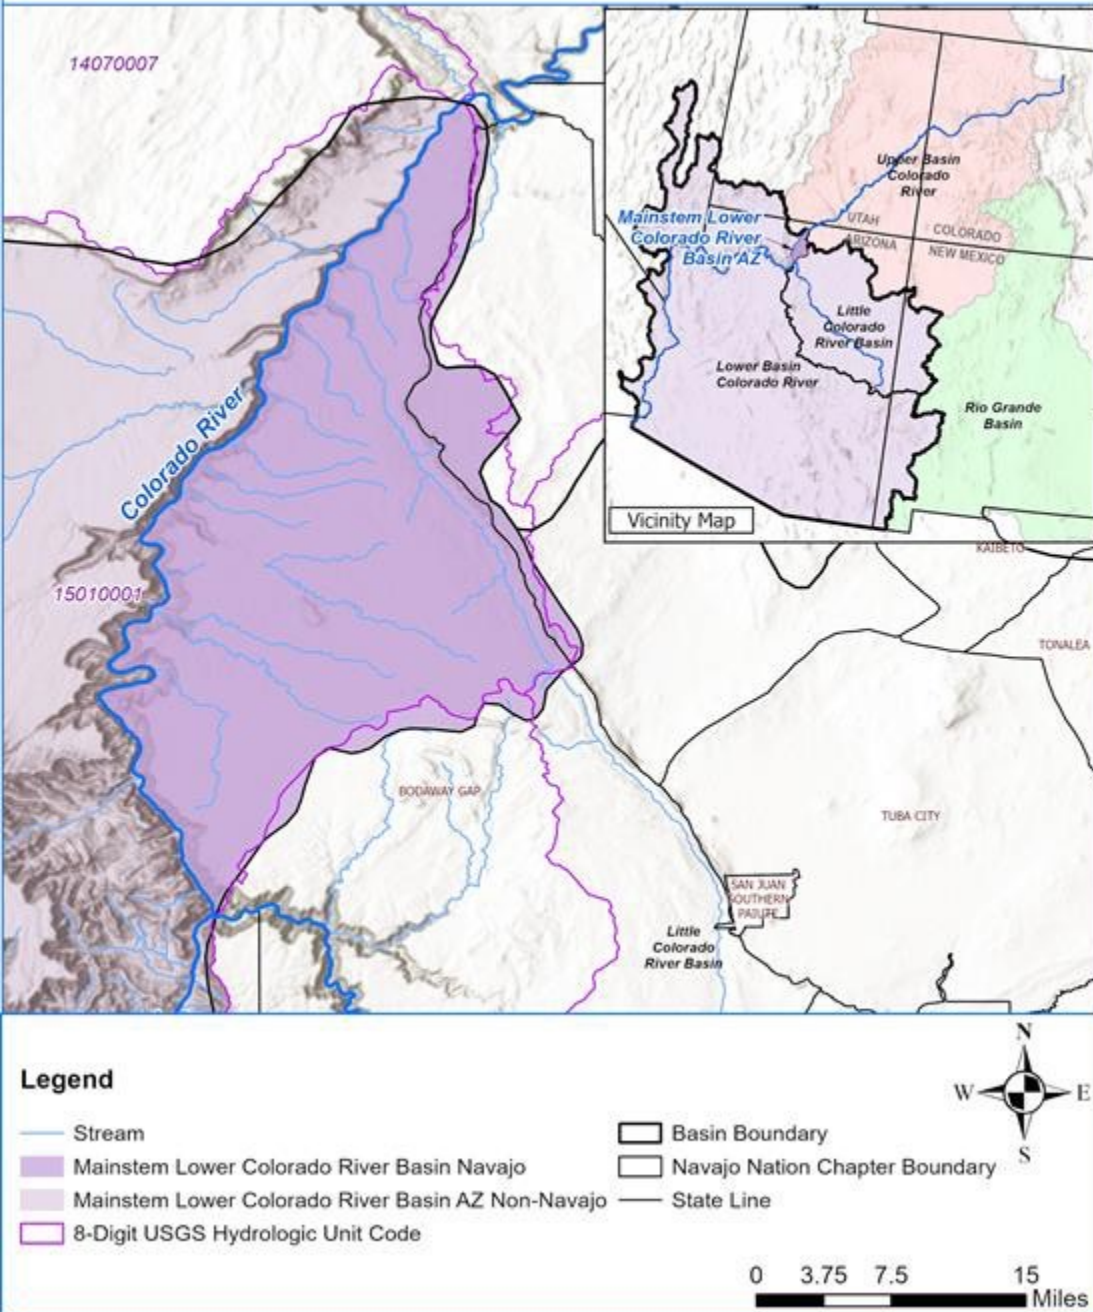 14070007
Upper Basin
Colorado
River
Mainstem Lower
Colorado River
Basin AZ
UTAH
COLORADO
ARIZONA
NEW MEXICO
Little
Colorado
River Basin
Lower Basin
Colorado River
Rio Grande
Basin
Vicinity Map
Colorado River
15010001
KAIBETO
TONALEA
BODAWAY GAP
TUBA CITY
SAN JUAN
SOUTHERN
PAIUTE
Little
Colorado
River Basin
Legend
Stream
Mainstem Lower Colorado River Basin Navajo
Mainstem Lower Colorado River Basin AZ Non-Navajo
8-Digit USGS Hydrologic Unit Code
Basin Boundary
Navajo Nation Chapter Boundary
State Line
N
W E
S
0 3.75 7.5 15
Miles